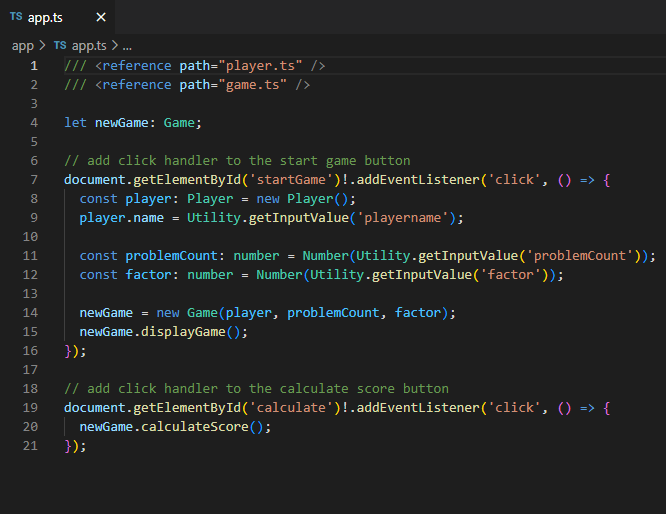 TS app.ts ×
app > TS app.ts > ...
1 /// <reference path="player.ts" />
2 /// <reference path="game.ts" />
3
4 let newGame: Game;
5
6 // add click handler to the start game button
7 document.getElementById('startGame')!.addEventListener('click', () => {
8   const player: Player = new Player();
9   player.name = Utility.getInputValue('playername');
10
11   const problemCount: number = Number(Utility.getInputValue('problemCount'));
12   const factor: number = Number(Utility.getInputValue('factor'));
13
14   newGame = new Game(player, problemCount, factor);
15   newGame.displayGame();
16 });
17
18 // add click handler to the calculate score button
19 document.getElementById('calculate')!.addEventListener('click', () => {
20   newGame.calculateScore();
21 });